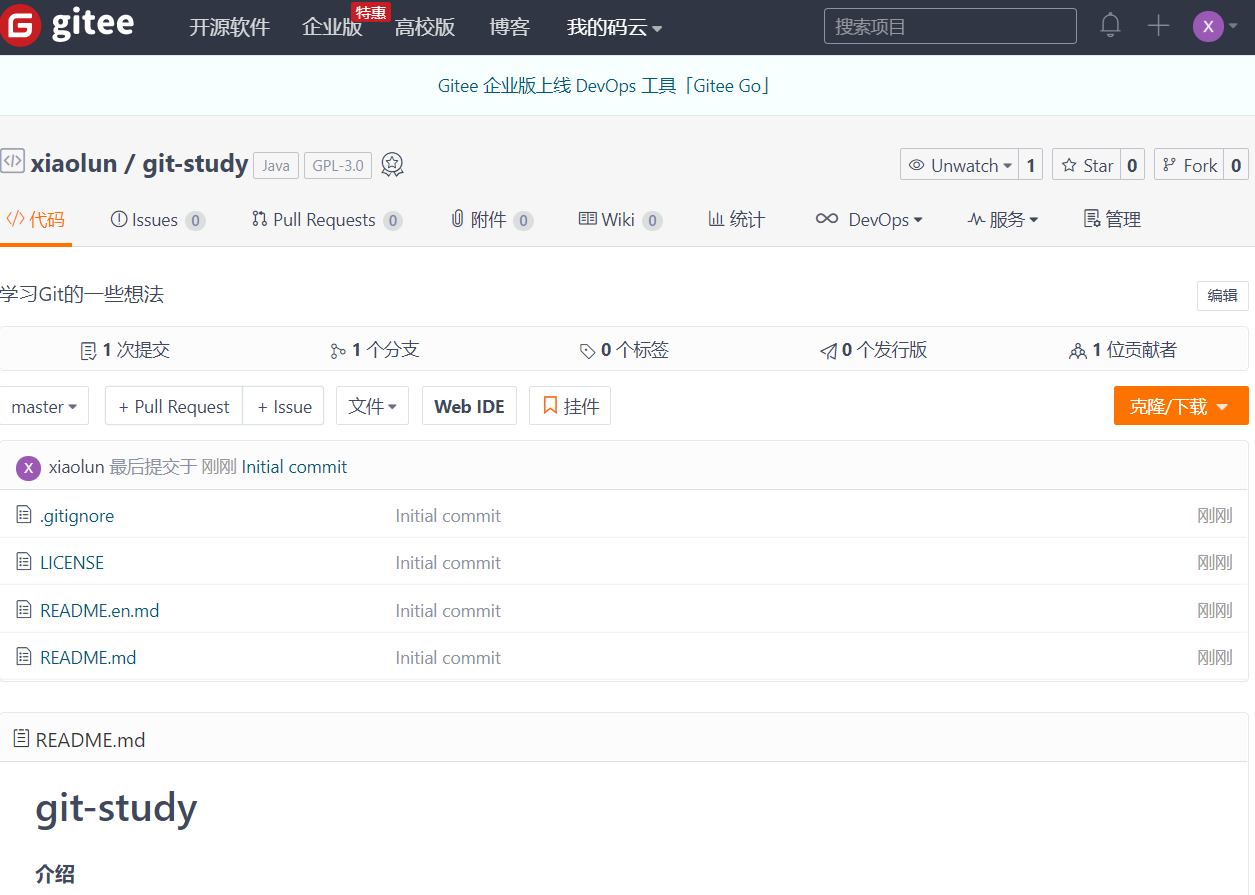 gitee 开源软件 企业版 特惠 高校版 博客 我的码云 搜索项目 X
Gitee 企业版上线 DevOps 工具「Gitee Go」
xiaolun / git-study Java GPL-3.0 Unwatch 1 Star 0 Fork 0
代码 Issues 0 Pull Requests 0 附件 0 Wiki 0 统计 DevOps 服务 管理
学习Git的一些想法 编辑
1 次提交 1 个分支 0 个标签 0 个发行版 1 位贡献者
master + Pull Request + Issue 文件 Web IDE 挂件 克隆/下载
X xiaolun 最后提交于 刚刚 Initial commit
.gitignore Initial commit 刚刚
LICENSE Initial commit 刚刚
README.en.md Initial commit 刚刚
README.md Initial commit 刚刚
README.md
git-study
介绍